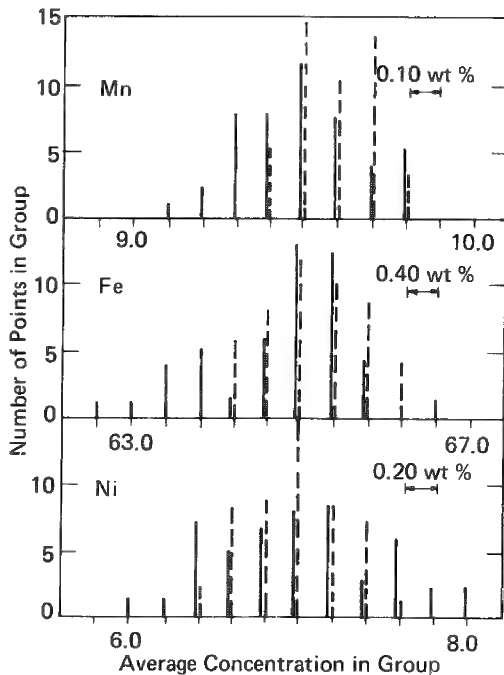 15
Mn
0.10 wt %
10
5
0
9.0
10.0
Fe
0.40 wt %
10
5
0
63.0
67.0
Ni
0.20 wt %
10
5
0
6.0
8.0
Number of Points in Group
Average Concentration in Group